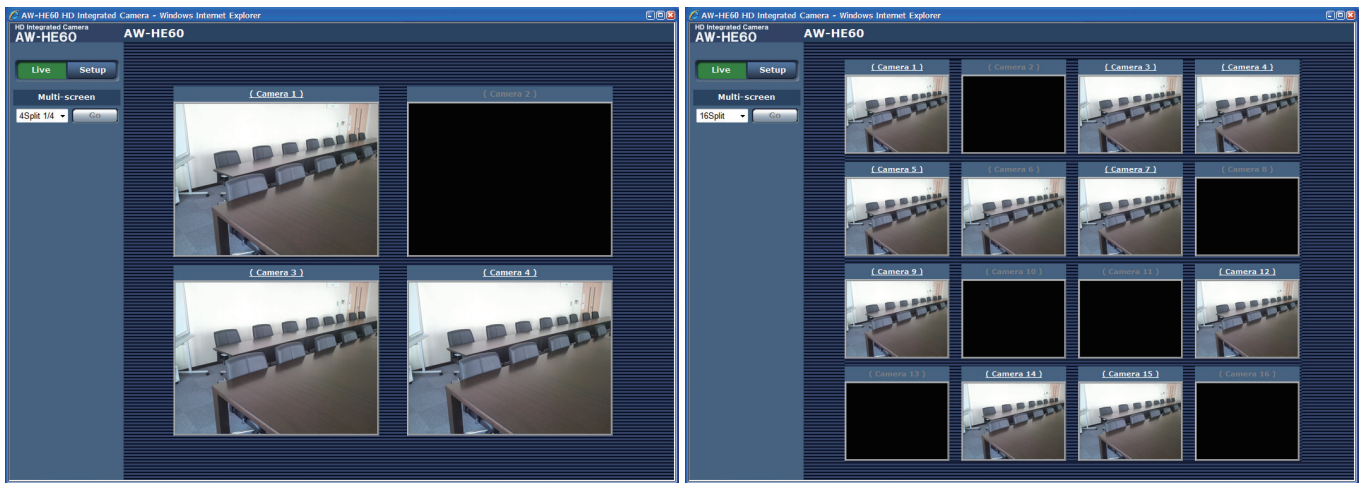 AW-HE60 HD Integrated Camera - Windows Internet Explorer
HD Integrated Camera
AW-HE60
AW-HE60
Live
Setup
Multi-screen
4Split 1/4
Go
( Camera 1 )
( Camera 2 )
( Camera 3 )
( Camera 4 )
AW-HE60 HD Integrated Camera - Windows Internet Explorer
HD Integrated Camera
AW-HE60
AW-HE60
Live
Setup
Multi-screen
16Split
Go
( Camera 1 )
( Camera 2 )
( Camera 3 )
( Camera 4 )
( Camera 5 )
( Camera 6 )
( Camera 7 )
( Camera 8 )
( Camera 9 )
( Camera 10 )
( Camera 11 )
( Camera 12 )
( Camera 13 )
( Camera 14 )
( Camera 15 )
( Camera 16 )